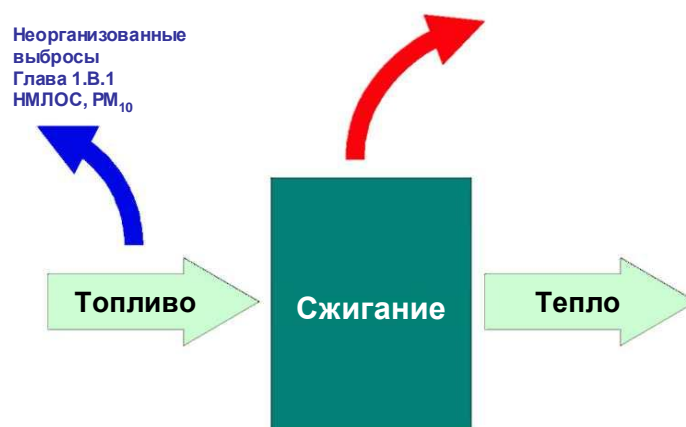 Неорганизованные
выбросы
Глава 1.В.1
НМЛОС, PM₁₀
Топливо
Сжигание
Тепло